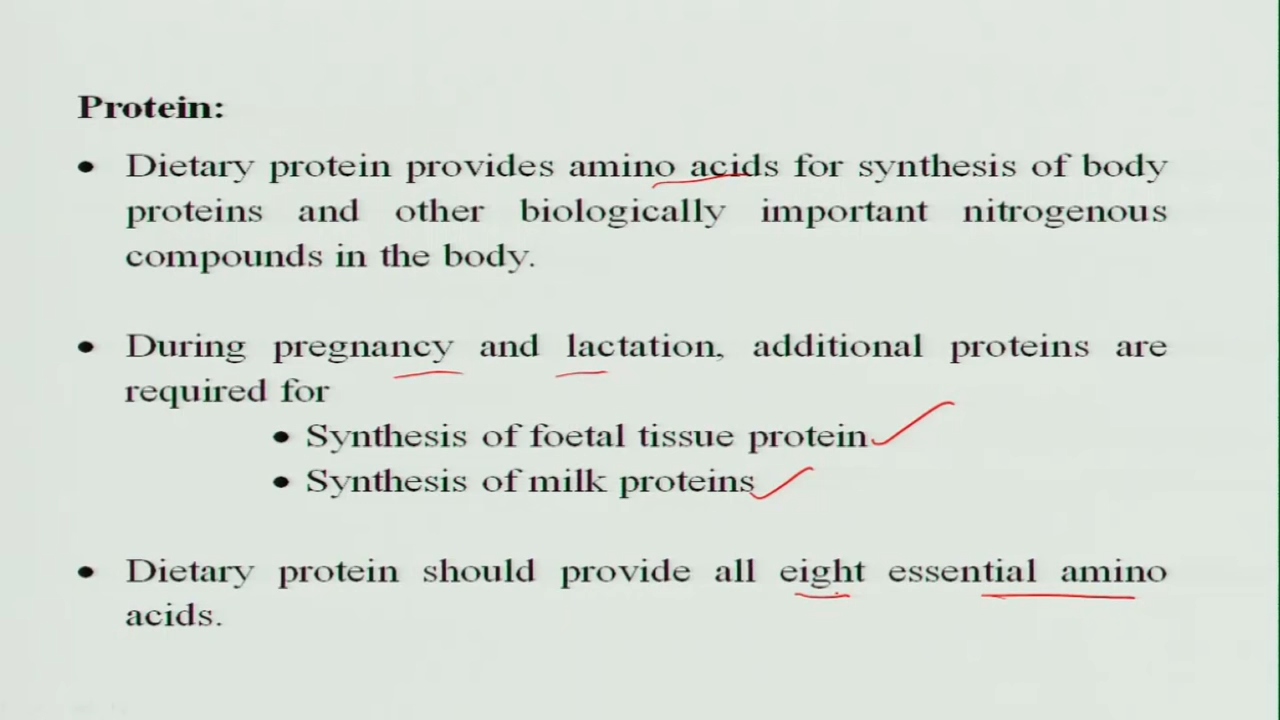 Protein:
• Dietary protein provides amino acids for synthesis of body
proteins and other biologically important nitrogenous
compounds in the body.
• During pregnancy and lactation, additional proteins are
required for
• Synthesis of foetal tissue protein
• Synthesis of milk proteins
• Dietary protein should provide all eight essential amino
acids.